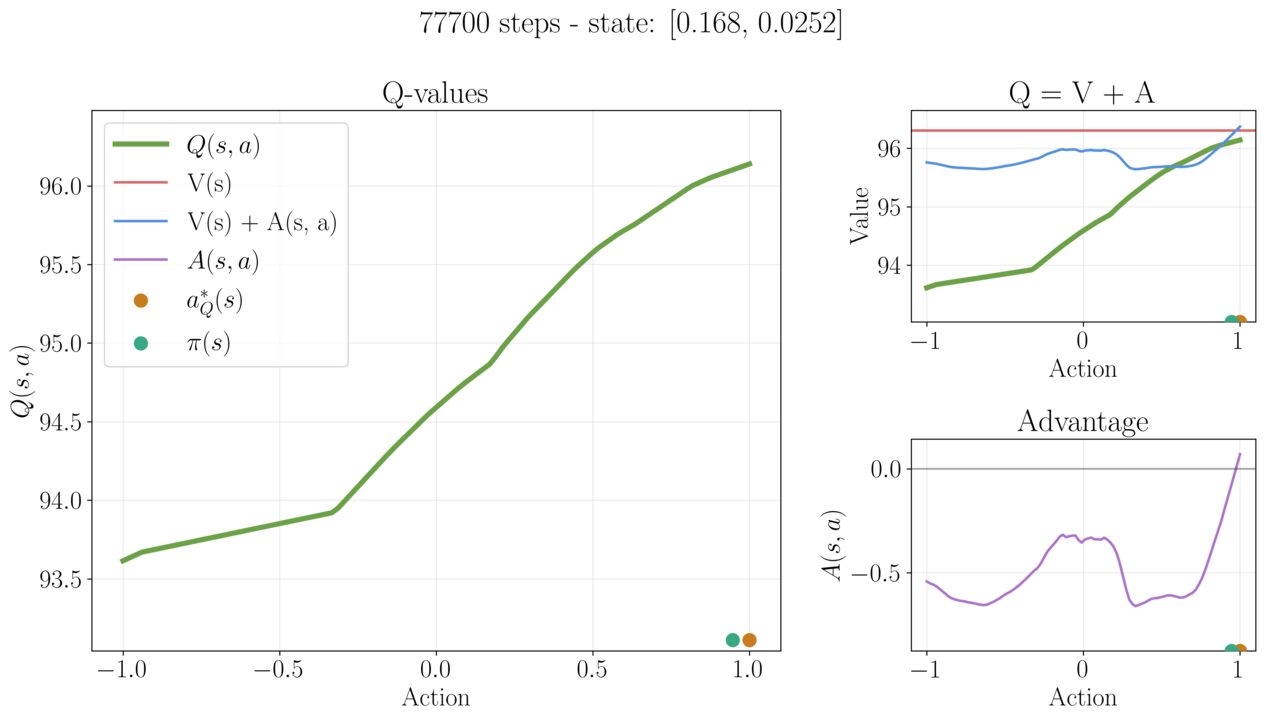 77700 steps - state: [0.168, 0.0252]
Q-values
Q(s, a)
V(s)
V(s) + A(s, a)
A(s, a)
a*Q(s)
π(s)
96.0
95.5
95.0
94.5
94.0
93.5
Q(s, a)
−1.0 −0.5 0.0 0.5 1.0
Action
Q = V + A
96
95
94
Value
−1 0 1
Action
Advantage
0.0
−0.5
A(s, a)
−1 0 1
Action